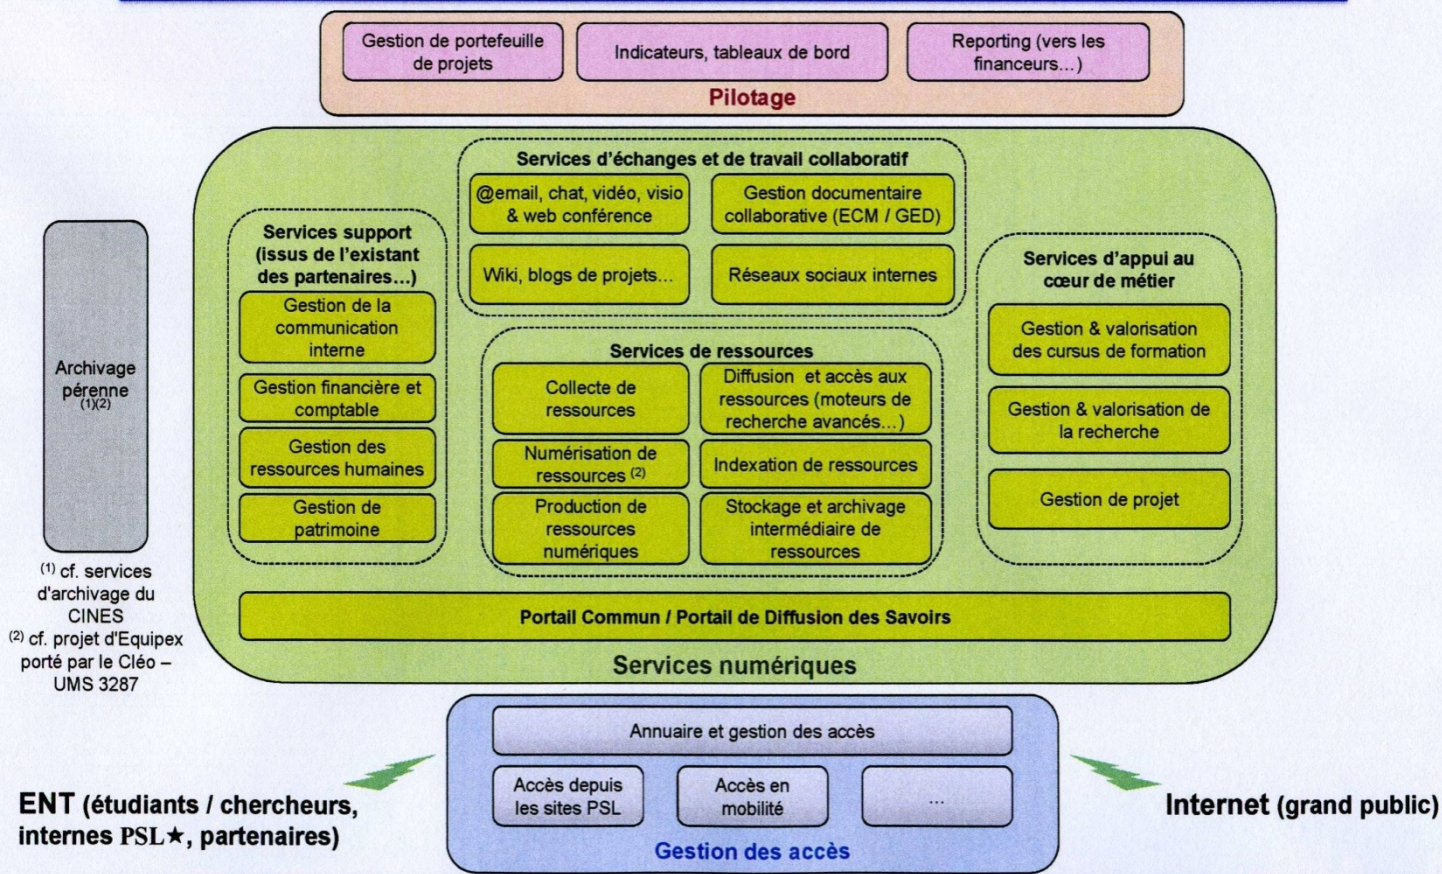 Gestion de portefeuille
de projets
Indicateurs, tableaux de bord
Reporting (vers les
financeurs...)
Pilotage
Services d'échanges et de travail collaboratif
@email, chat, vidéo, visio
& web conférence
Gestion documentaire
collaborative (ECM / GED)
Wiki, blogs de projets...
Réseaux sociaux internes
Services support
(issus de l'existant
des partenaires...)
Gestion de la
communication
interne
Gestion financière et
comptable
Gestion des
ressources humaines
Gestion de
patrimoine
Services de ressources
Collecte de
ressources
Diffusion et accès aux
ressources (moteurs de
recherche avancés...)
Numérisation de
ressources (2)
Indexation de ressources
Production de
ressources
numériques
Stockage et archivage
intermédiaire de
ressources
Services d'appui au
cœur de métier
Gestion & valorisation
des cursus de formation
Gestion & valorisation de
la recherche
Gestion de projet
Archivage
pérenne
(1)(2)
(1) cf. services
d'archivage du
CINES
(2) cf. projet d'Equipex
porté par le Cléo –
UMS 3287
Portail Commun / Portail de Diffusion des Savoirs
Services numériques
Annuaire et gestion des accès
Accès depuis
les sites PSL
Accès en
mobilité
...
Gestion des accès
ENT (étudiants / chercheurs,
internes PSL★, partenaires)
Internet (grand public)